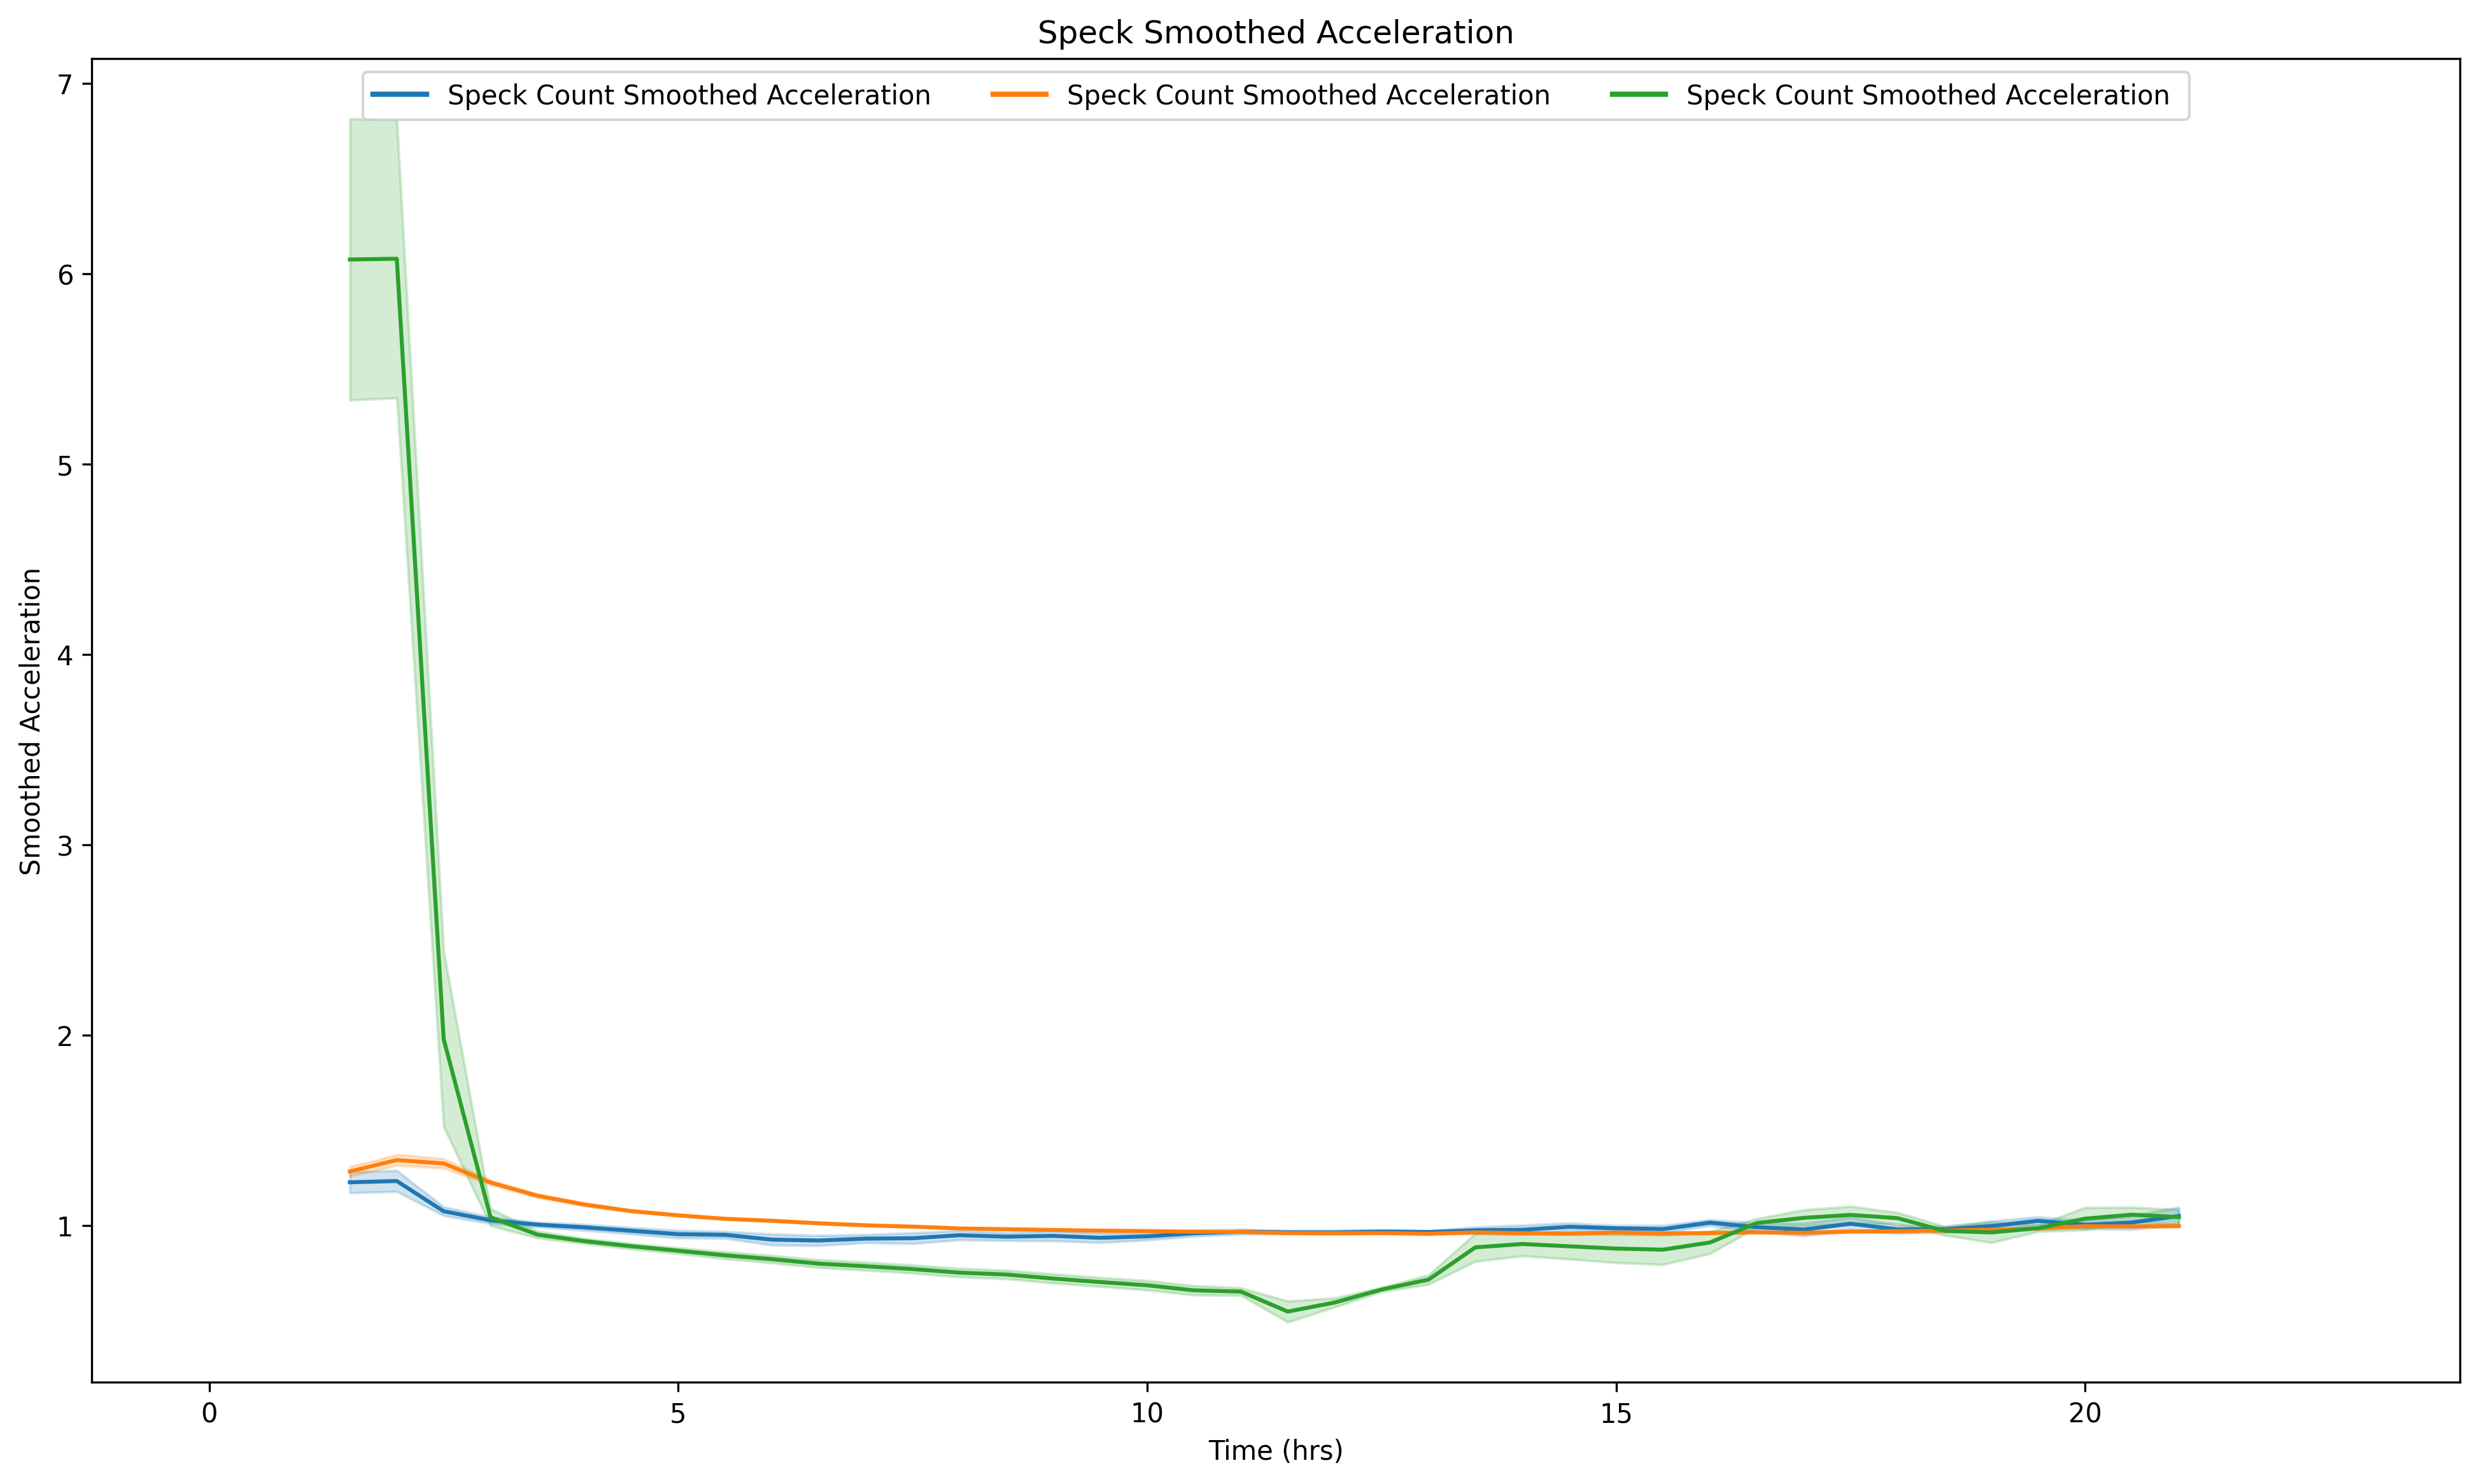 Speck Smoothed Acceleration
Speck Count Smoothed Acceleration Speck Count Smoothed Acceleration Speck Count Smoothed Acceleration
7
6
5
4
3
2
1
Smoothed Acceleration
0 5 10 15 20
Time (hrs)